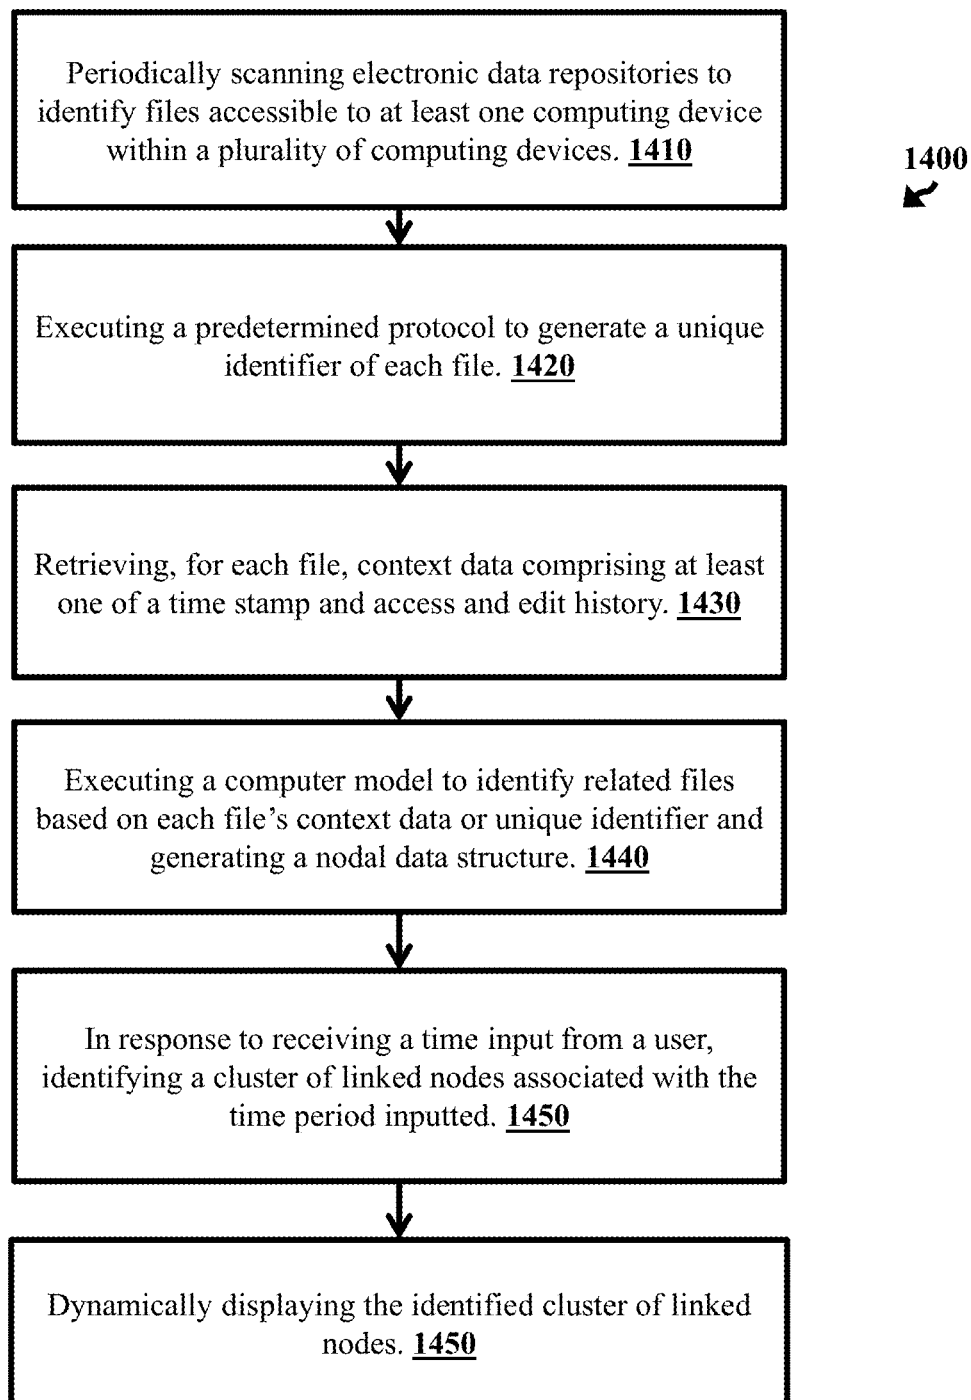 Periodically scanning electronic data repositories to
identify files accessible to at least one computing device
within a plurality of computing devices. 1410
1400
Executing a predetermined protocol to generate a unique
identifier of each file. 1420
Retrieving, for each file, context data comprising at least
one of a time stamp and access and edit history. 1430
Executing a computer model to identify related files
based on each file’s context data or unique identifier and
generating a nodal data structure. 1440
In response to receiving a time input from a user,
identifying a cluster of linked nodes associated with the
time period inputted. 1450
Dynamically displaying the identified cluster of linked
nodes. 1450